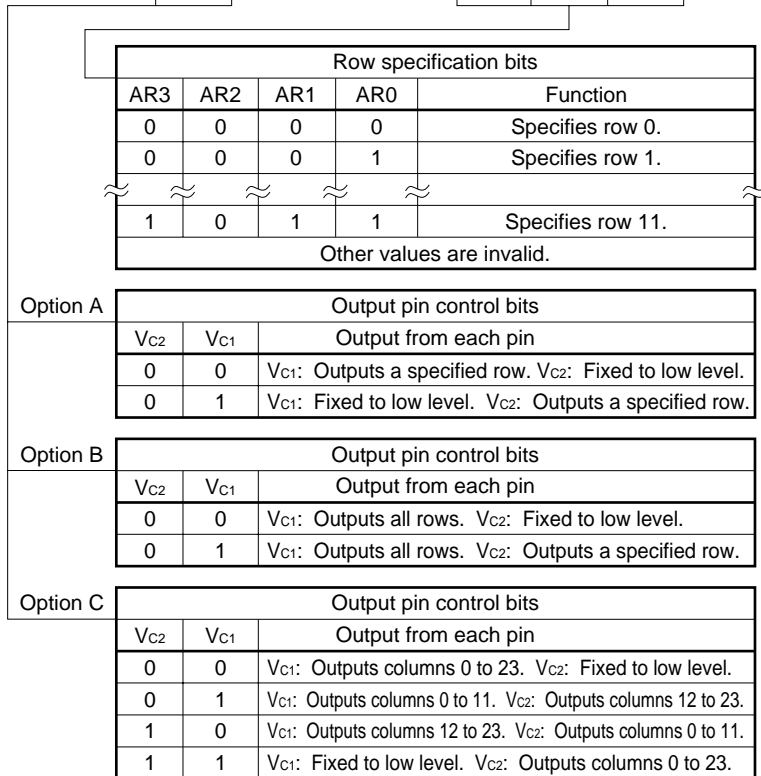 Row specification bits
AR3 AR2 AR1 AR0 Function
0 0 0 0 Specifies row 0.
0 0 0 1 Specifies row 1.
1 0 1 1 Specifies row 11.
Other values are invalid.
Option A Output pin control bits
VC2 VC1 Output from each pin
0 0 VC1: Outputs a specified row. VC2: Fixed to low level.
0 1 VC1: Fixed to low level. VC2: Outputs a specified row.
Option B Output pin control bits
VC2 VC1 Output from each pin
0 0 VC1: Outputs all rows. VC2: Fixed to low level.
0 1 VC1: Outputs all rows. VC2: Outputs a specified row.
Option C Output pin control bits
VC2 VC1 Output from each pin
0 0 VC1: Outputs columns 0 to 23. VC2: Fixed to low level.
0 1 VC1: Outputs columns 0 to 11. VC2: Outputs columns 12 to 23.
1 0 VC1: Outputs columns 12 to 23. VC2: Outputs columns 0 to 11.
1 1 VC1: Fixed to low level. VC2: Outputs columns 0 to 23.